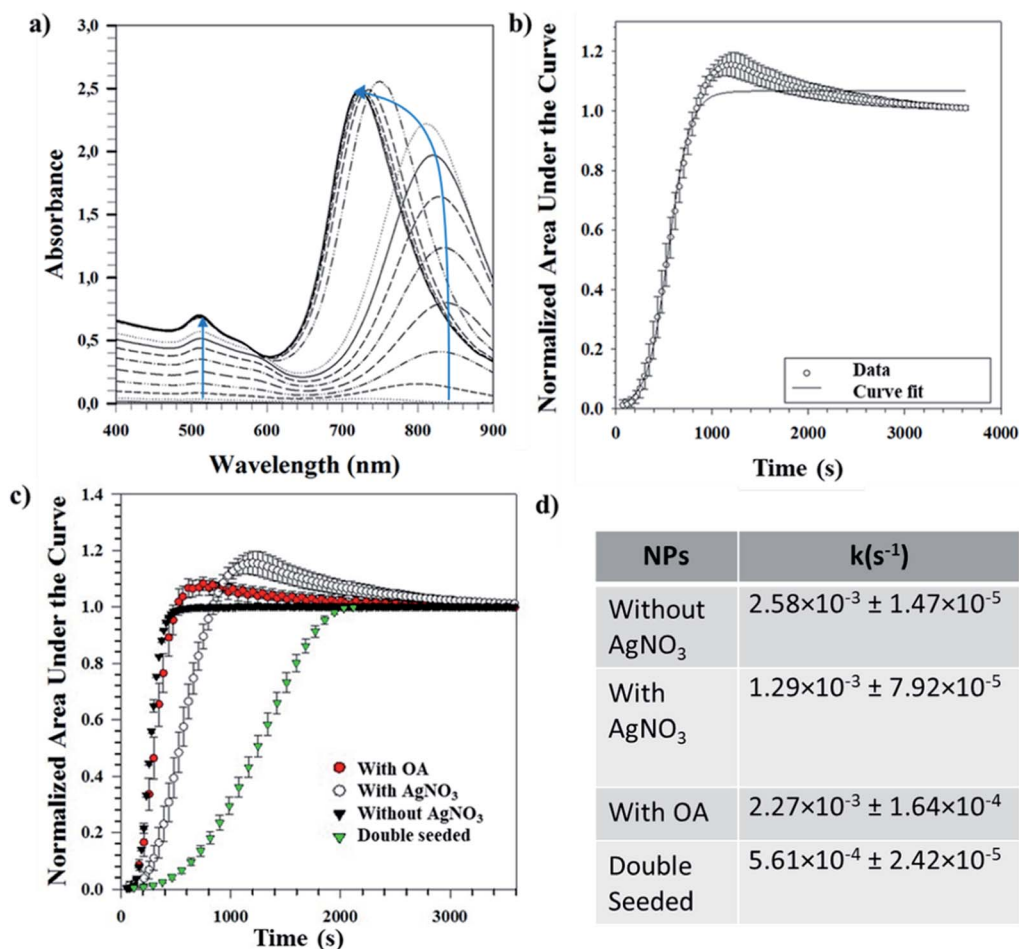 a)
3,0
2,5
2,0
1,5
1,0
0,5
0,0
Absorbance
400 500 600 700 800 900
Wavelength (nm)
b)
1.2
1.0
0.8
0.6
0.4
0.2
0.0
Normalized Area Under the Curve
Data
Curve fit
0 1000 2000 3000 4000
Time (s)
c)
1.4
1.2
1.0
0.8
0.6
0.4
0.2
0.0
Normalized Area Under the Curve
With OA
With AgNO₃
Without AgNO₃
Double seeded
0 1000 2000 3000
Time (s)
d)
NPs k(s⁻¹)
Without AgNO₃ 2.58×10⁻³ ± 1.47×10⁻⁵
With AgNO₃ 1.29×10⁻³ ± 7.92×10⁻⁵
With OA 2.27×10⁻³ ± 1.64×10⁻⁴
Double Seeded 5.61×10⁻⁴ ± 2.42×10⁻⁵